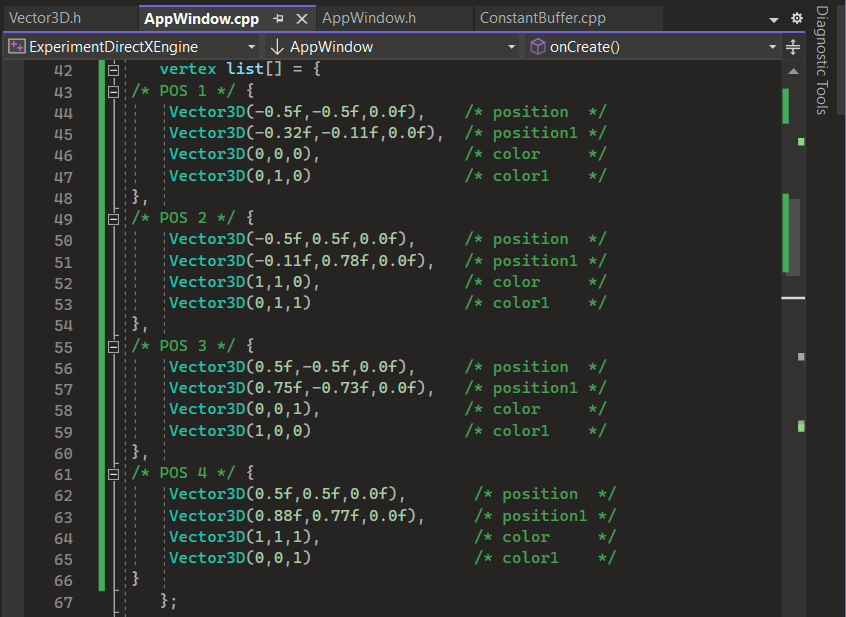 Vector3D.h AppWindow.cpp AppWindow.h ConstantBuffer.cpp
ExperimentDirectXEngine AppWindow onCreate()
42 vertex list[] = {
43 /* POS 1 */ {
44 Vector3D(-0.5f,-0.5f,0.0f), /* position */
45 Vector3D(-0.32f,-0.11f,0.0f), /* position1 */
46 Vector3D(0,0,0), /* color */
47 Vector3D(0,1,0) /* color1 */
48 },
49 /* POS 2 */ {
50 Vector3D(-0.5f,0.5f,0.0f), /* position */
51 Vector3D(-0.11f,0.78f,0.0f), /* position1 */
52 Vector3D(1,1,0), /* color */
53 Vector3D(0,1,1) /* color1 */
54 },
55 /* POS 3 */ {
56 Vector3D(0.5f,-0.5f,0.0f), /* position */
57 Vector3D(0.75f,-0.73f,0.0f), /* position1 */
58 Vector3D(0,0,1), /* color */
59 Vector3D(1,0,0) /* color1 */
60 },
61 /* POS 4 */ {
62 Vector3D(0.5f,0.5f,0.0f), /* position */
63 Vector3D(0.88f,0.77f,0.0f), /* position1 */
64 Vector3D(1,1,1), /* color */
65 Vector3D(0,0,1) /* color1 */
66 }
67 };
Diagnostic Tools